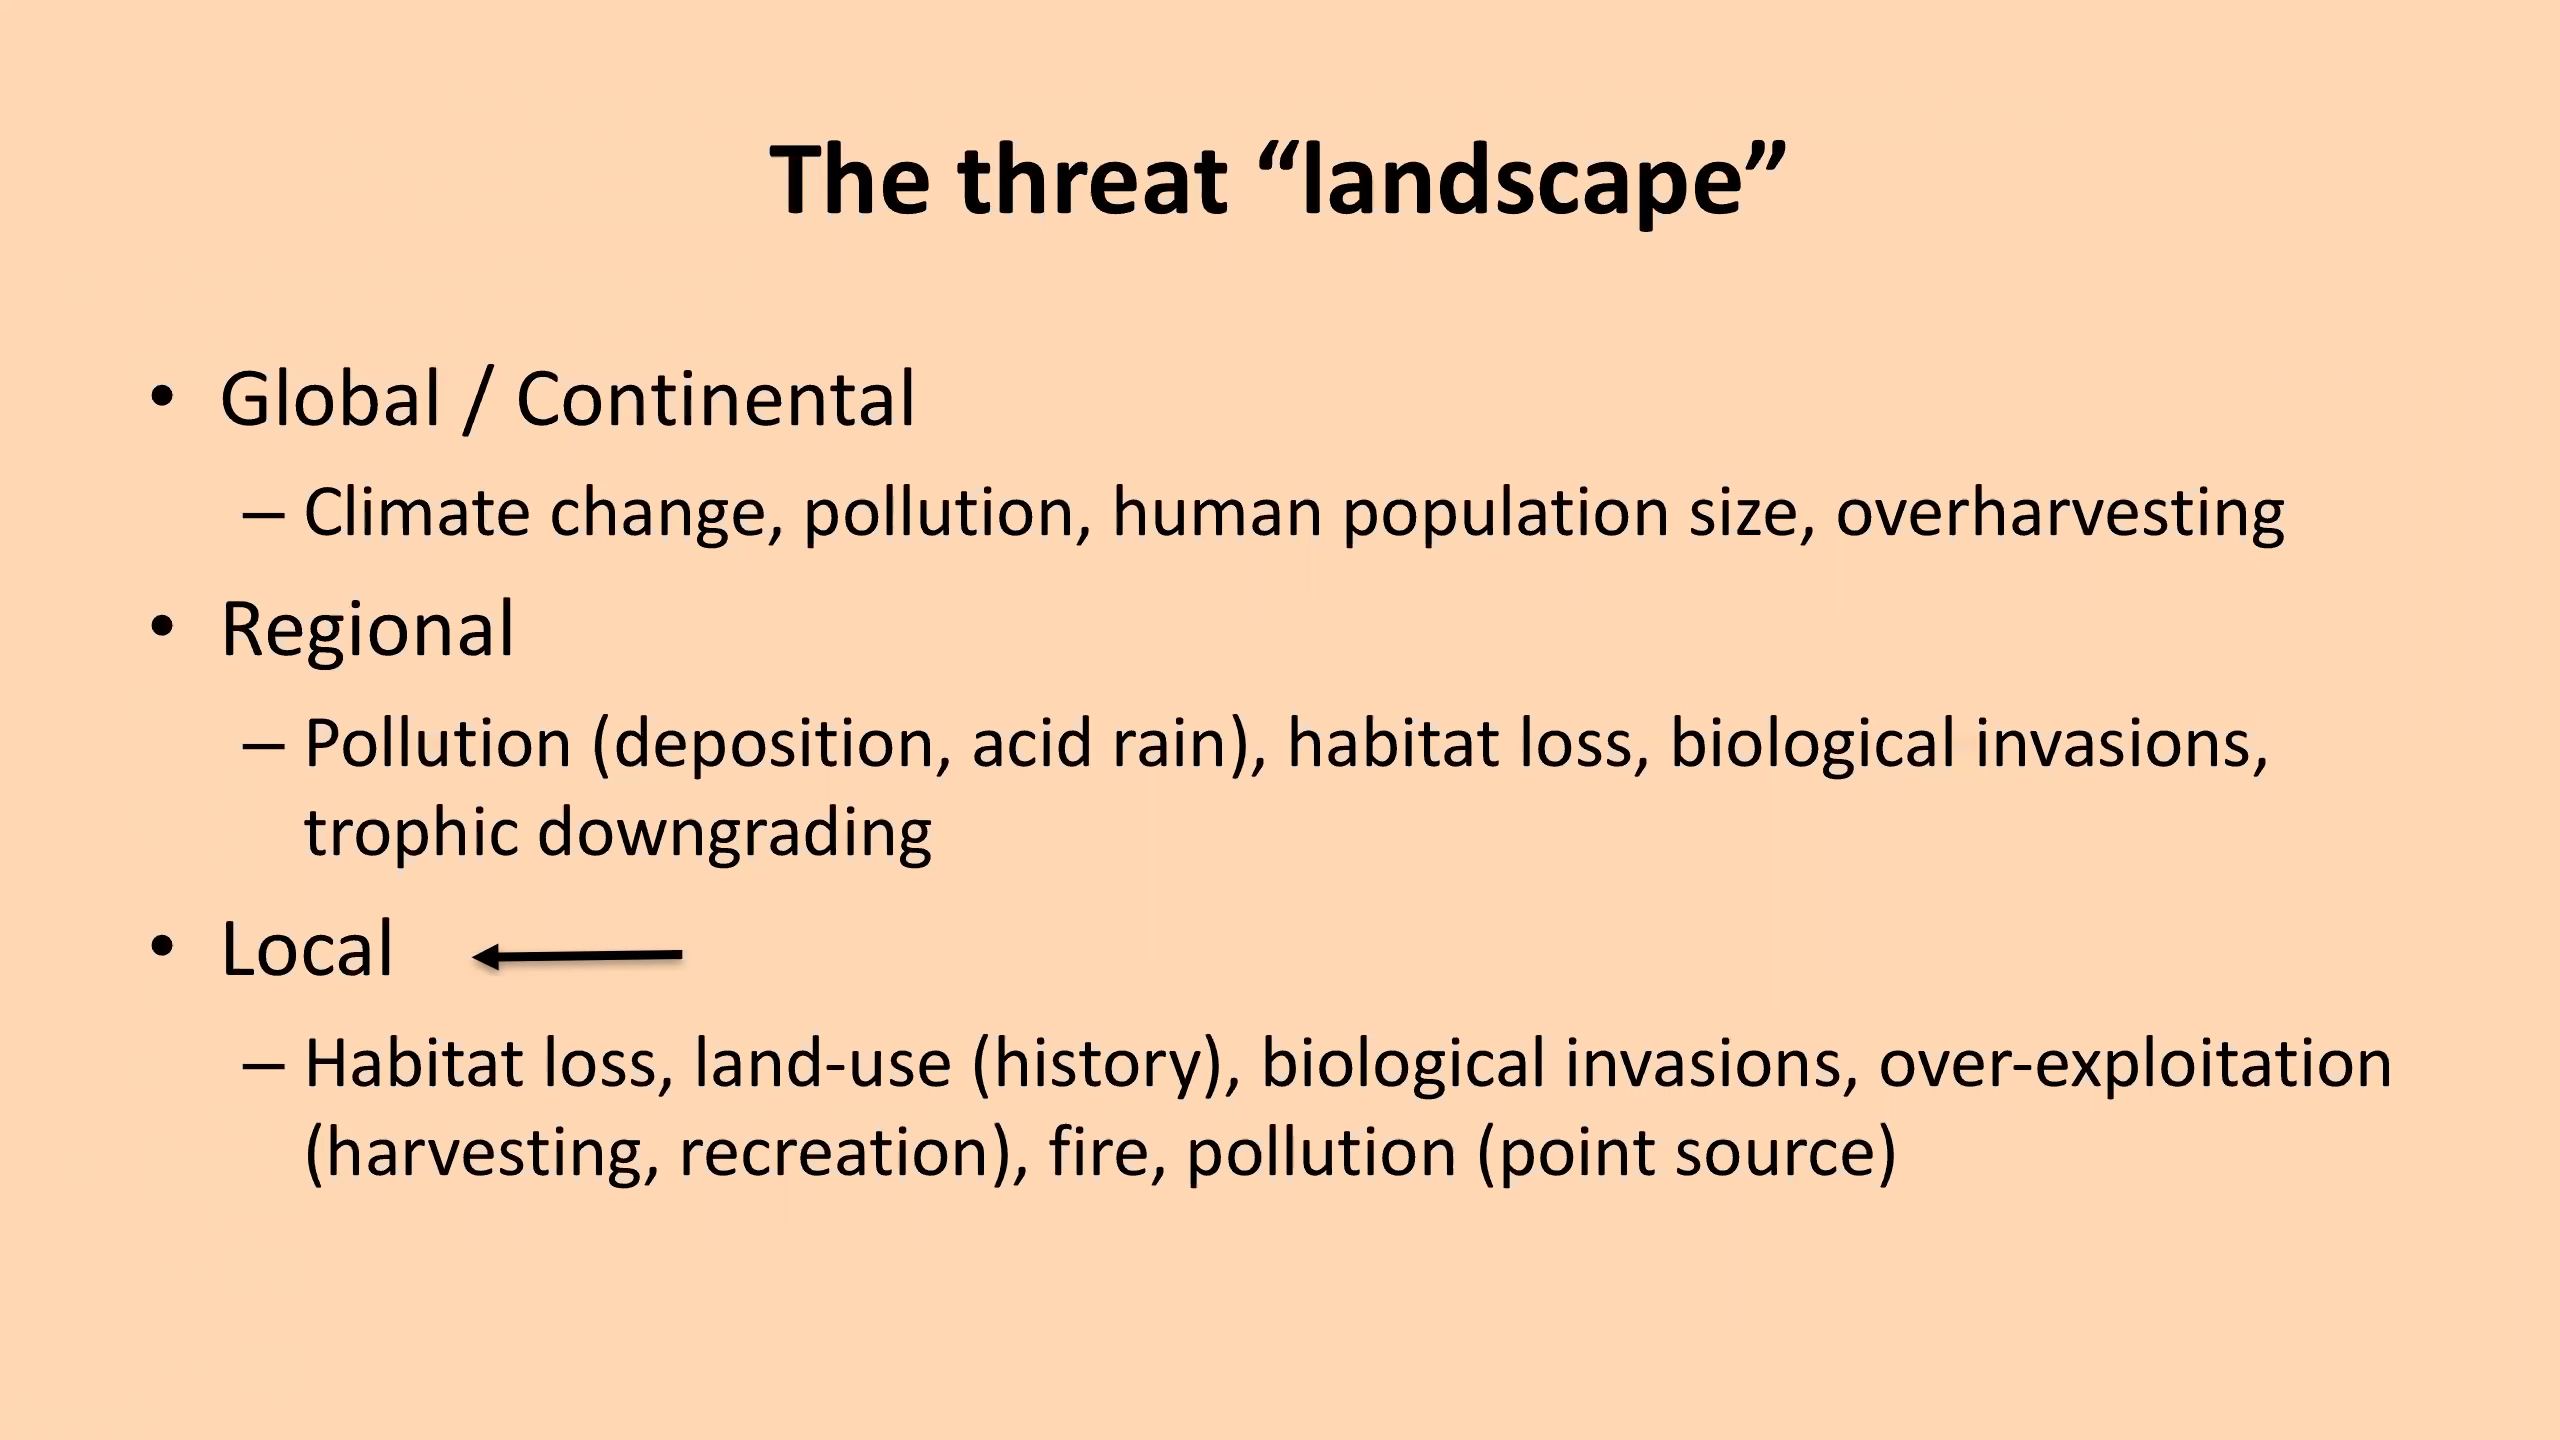 The threat “landscape”
• Global / Continental
– Climate change, pollution, human population size, overharvesting
• Regional
– Pollution (deposition, acid rain), habitat loss, biological invasions,
trophic downgrading
• Local
– Habitat loss, land-use (history), biological invasions, over-exploitation
(harvesting, recreation), fire, pollution (point source)